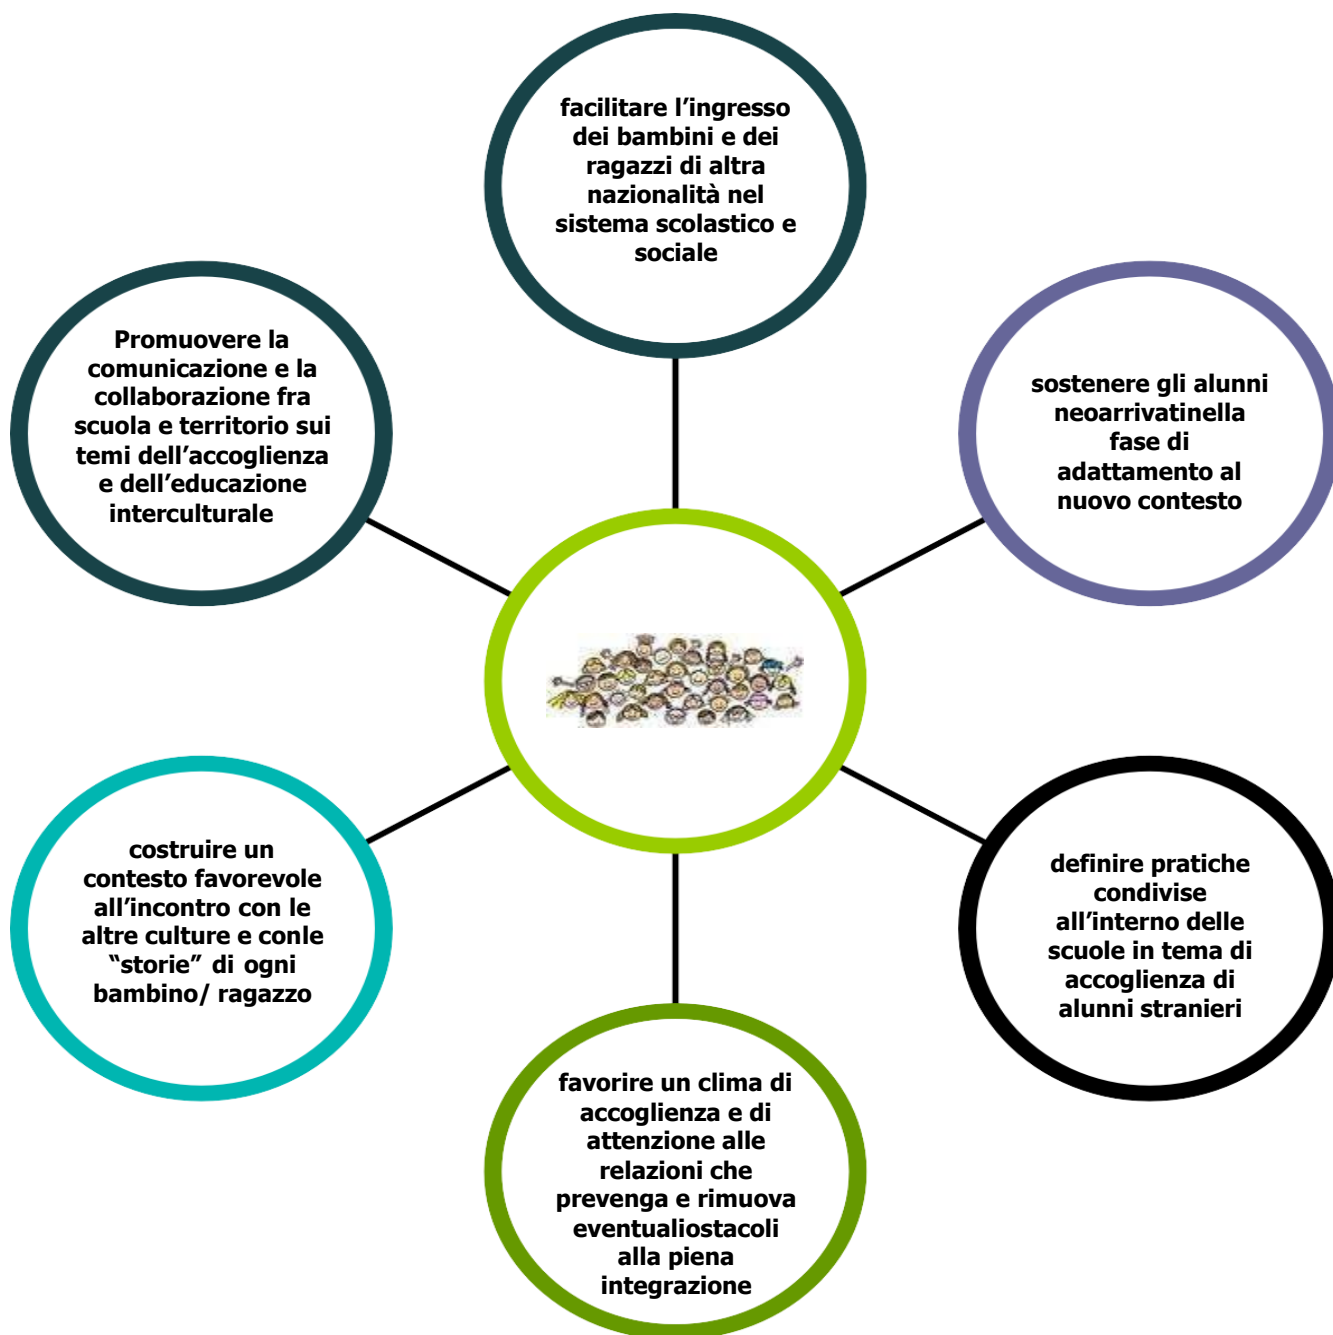 facilitare l’ingresso
dei bambini e dei
ragazzi di altra
nazionalità nel
sistema scolastico e
sociale
sostenere gli alunni
neoarrivatinella
fase di
adattamento al
nuovo contesto
definire pratiche
condivise
all’interno delle
scuole in tema di
accoglienza di
alunni stranieri
favorire un clima di
accoglienza e di
attenzione alle
relazioni che
prevenga e rimuova
eventualiostacoli
alla piena
integrazione
costruire un
contesto favorevole
all’incontro con le
altre culture e conle
“storie” di ogni
bambino/ ragazzo
Promuovere la
comunicazione e la
collaborazione fra
scuola e territorio sui
temi dell’accoglienza
e dell’educazione
interculturale